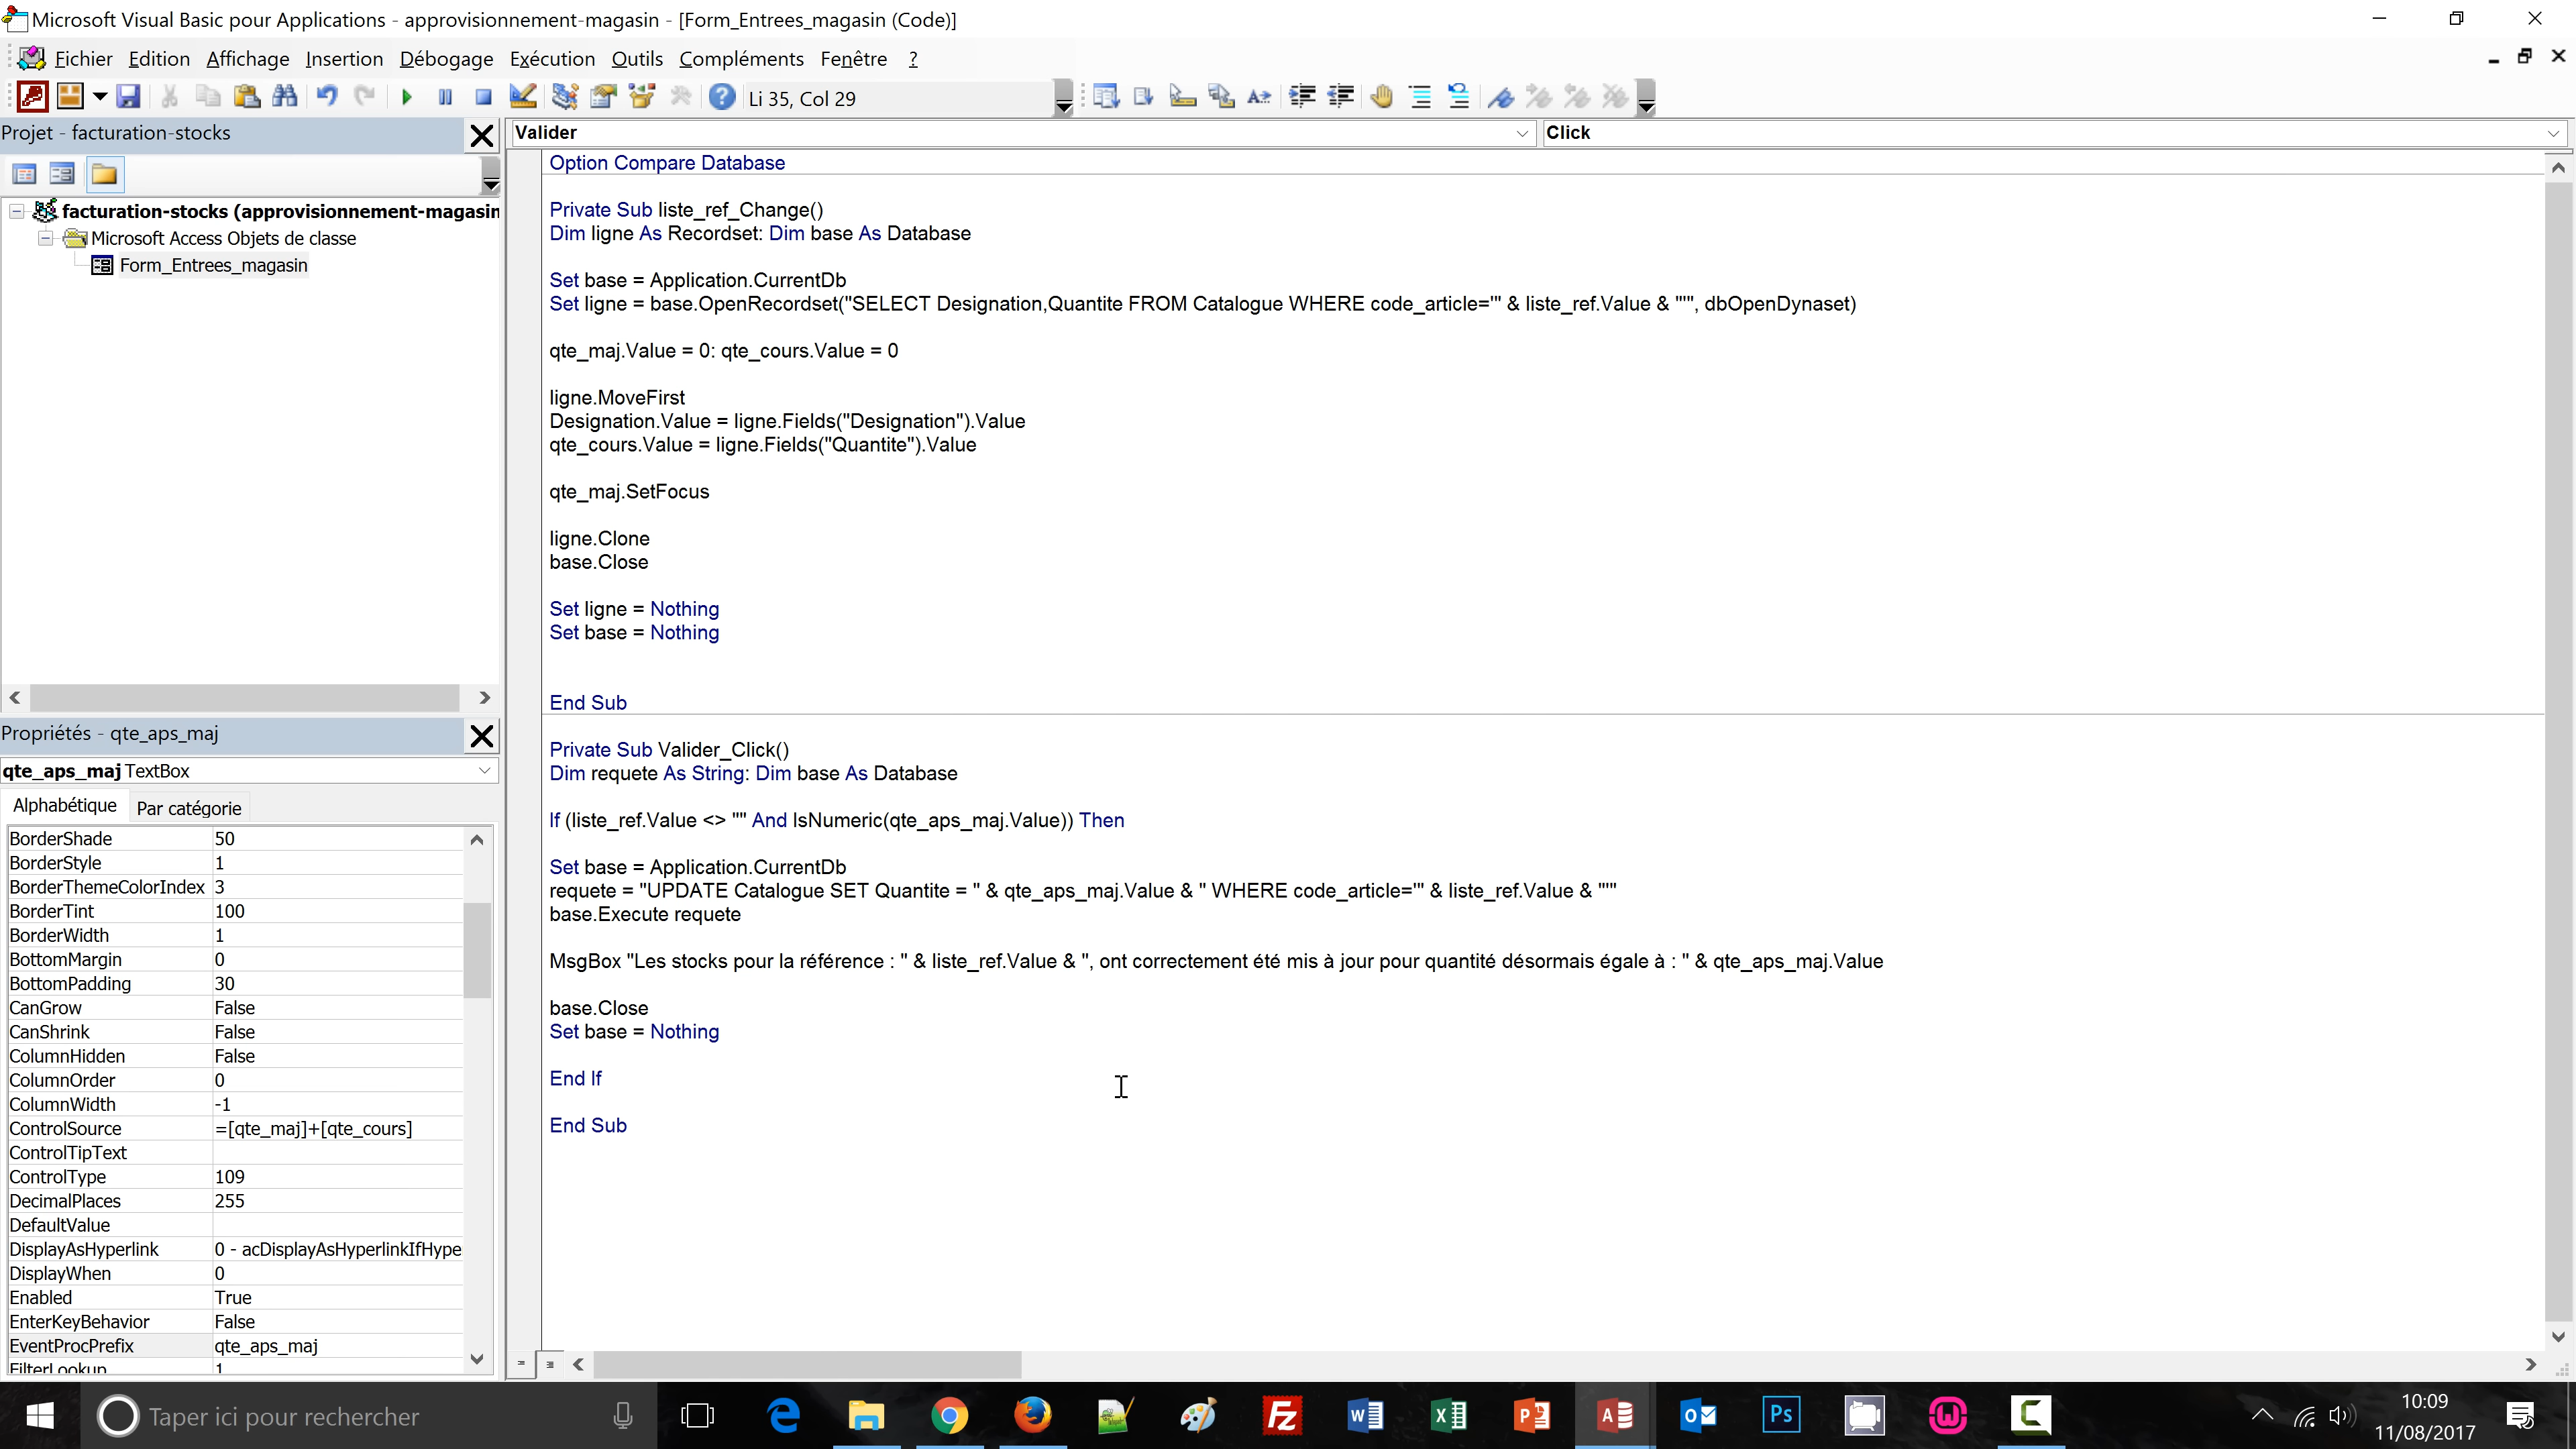 Microsoft Visual Basic pour Applications - approvisionnement-magasin - [Form_Entrees_magasin (Code)]
Fichier Edition Affichage Insertion Débogage Exécution Outils Compléments Fenêtre ?
Li 35, Col 29
Projet - facturation-stocks
facturation-stocks (approvisionnement-magasin
Microsoft Access Objets de classe
Form_Entrees_magasin
Propriétés - qte_aps_maj
qte_aps_maj TextBox
Alphabétique Par catégorie
BorderShade 50
BorderStyle 1
BorderThemeColorIndex 3
BorderTint 100
BorderWidth 1
BottomMargin 0
BottomPadding 30
CanGrow False
CanShrink False
ColumnHidden False
ColumnOrder 0
ColumnWidth -1
ControlSource =[qte_maj]+[qte_cours]
ControlTipText
ControlType 109
DecimalPlaces 255
DefaultValue
DisplayAsHyperlink 0 - acDisplayAsHyperlinkIfHype
DisplayWhen 0
Enabled True
EnterKeyBehavior False
EventProcPrefix qte_aps_maj
FilterLookup 1
Valider Click
Option Compare Database
Private Sub liste_ref_Change()
Dim ligne As Recordset: Dim base As Database
Set base = Application.CurrentDb
Set ligne = base.OpenRecordset("SELECT Designation,Quantite FROM Catalogue WHERE code_article='" & liste_ref.Value & "'", dbOpenDynaset)
qte_maj.Value = 0: qte_cours.Value = 0
ligne.MoveFirst
Designation.Value = ligne.Fields("Designation").Value
qte_cours.Value = ligne.Fields("Quantite").Value
qte_maj.SetFocus
ligne.Clone
base.Close
Set ligne = Nothing
Set base = Nothing
End Sub
Private Sub Valider_Click()
Dim requete As String: Dim base As Database
If (liste_ref.Value <> "" And IsNumeric(qte_aps_maj.Value)) Then
Set base = Application.CurrentDb
requete = "UPDATE Catalogue SET Quantite = " & qte_aps_maj.Value & " WHERE code_article='" & liste_ref.Value & "'"
base.Execute requete
MsgBox "Les stocks pour la référence : " & liste_ref.Value & ", ont correctement été mis à jour pour quantité désormais égale à : " & qte_aps_maj.Value
base.Close
Set base = Nothing
End If
End Sub
Taper ici pour rechercher
10:09
11/08/2017